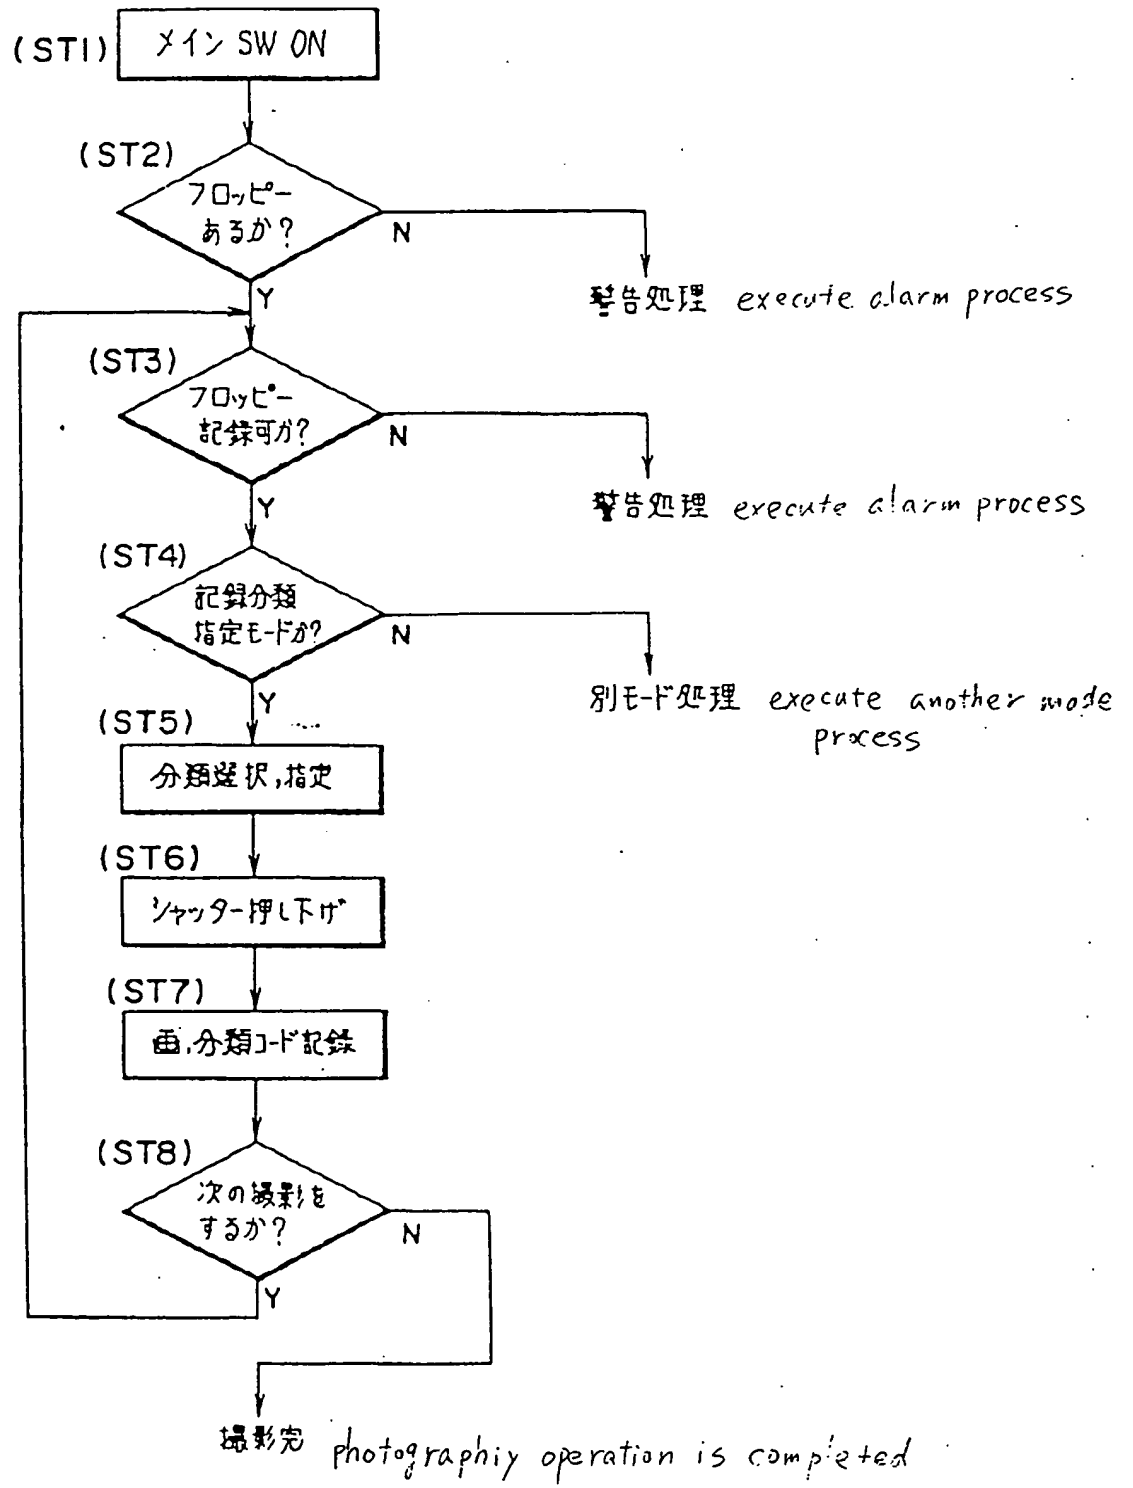 (ST1)
メインSW ON
(ST2)
フロッピー
あるか?
N
Y
警告処理 execute alarm process
(ST3)
フロッピー
記録可か?
N
Y
警告処理 execute alarm process
(ST4)
記録分類
指定モードか?
N
Y
別モード処理 execute another mode
process
(ST5)
分類選択,指定
(ST6)
シャッター押し下げ
(ST7)
画,分類コード記録
(ST8)
次の撮影を
するか?
N
Y
撮影完 photographiy operation is completed